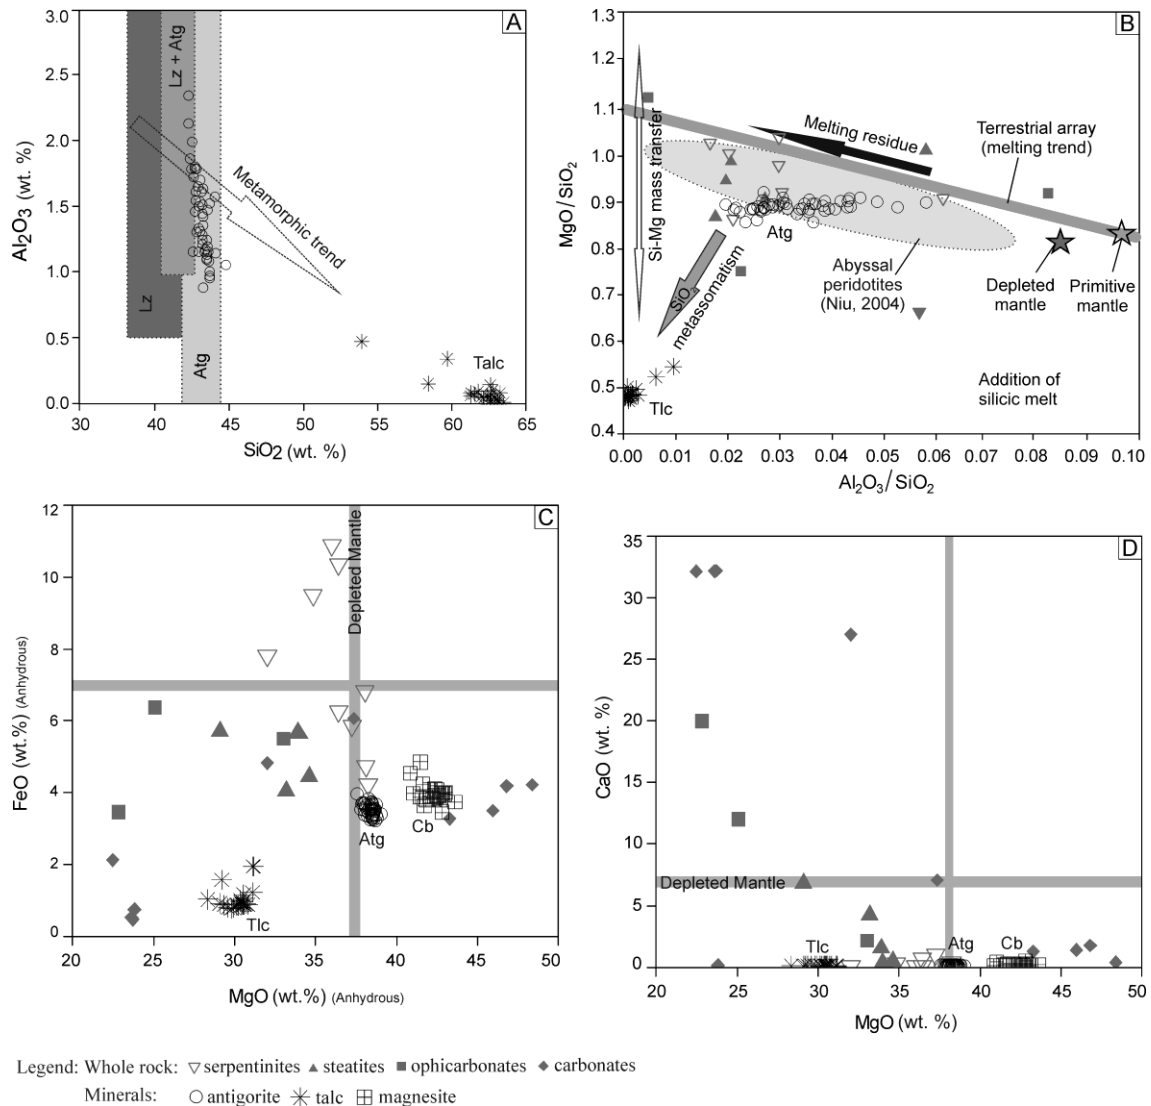 A
3.0
2.5
2.0
1.5
1.0
0.5
0.0
Al₂O₃ (wt. %)
Lz
Lz + Atg
Atg
Metamorphic trend
Talc
30 40 45 50 55 60 65
SiO₂ (wt. %)
B
1.3
1.2
1.1
1.0
0.9
0.8
0.7
0.6
0.5
0.4
MgO/SiO₂
Si-Mg mass transfer
Melting residue
Terrestrial array
(melting trend)
Atg
SiO₂
metassomatism
Abyssal
peridotites
(Niu, 2004)
Depleted
mantle
Primitive
mantle
Tlc
Addition of
silicic melt
0.00 0.01 0.02 0.03 0.04 0.05 0.06 0.07 0.08 0.09 0.10
Al₂O₃/SiO₂
C
12
10
8
6
4
2
0
FeO (wt.%) (Anhydrous)
Depleted Mantle
Atg
Cb
Tlc
20 25 30 35 40 45 50
MgO (wt.%) (Anhydrous)
D
35
30
25
20
15
10
5
0
CaO (wt. %)
Depleted Mantle
Tlc
Atg
Cb
20 25 30 35 40 45 50
MgO (wt. %)
Legend: Whole rock: ▽ serpentinites ▲ steatites ■ ophicarbonates ◆ carbonates
Minerals: ○ antigorite ✳ talc ⊞ magnesite